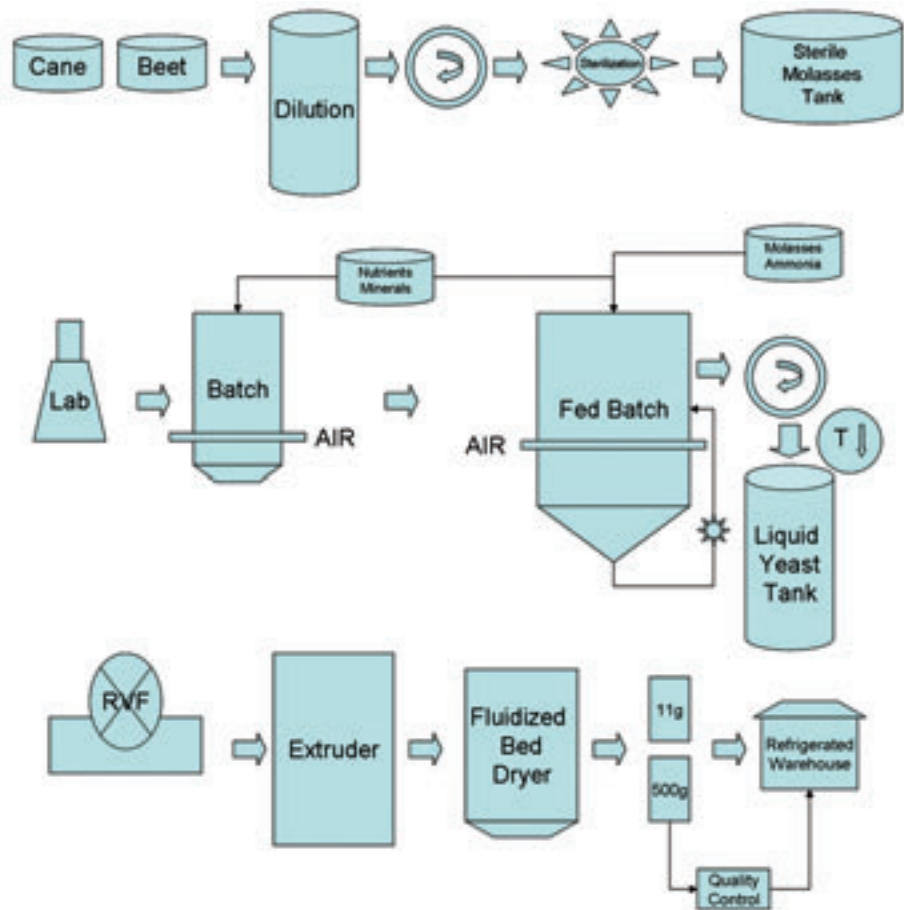 Cane
Beet
Dilution
Sterilization
Sterile
Molasses
Tank
Nutrients
Minerals
Molasses
Ammonia
Lab
Batch
AIR
Fed Batch
AIR
T
Liquid
Yeast
Tank
RVF
Extruder
Fluidized
Bed
Dryer
11g
500g
Refrigerated
Warehouse
Quality
Control